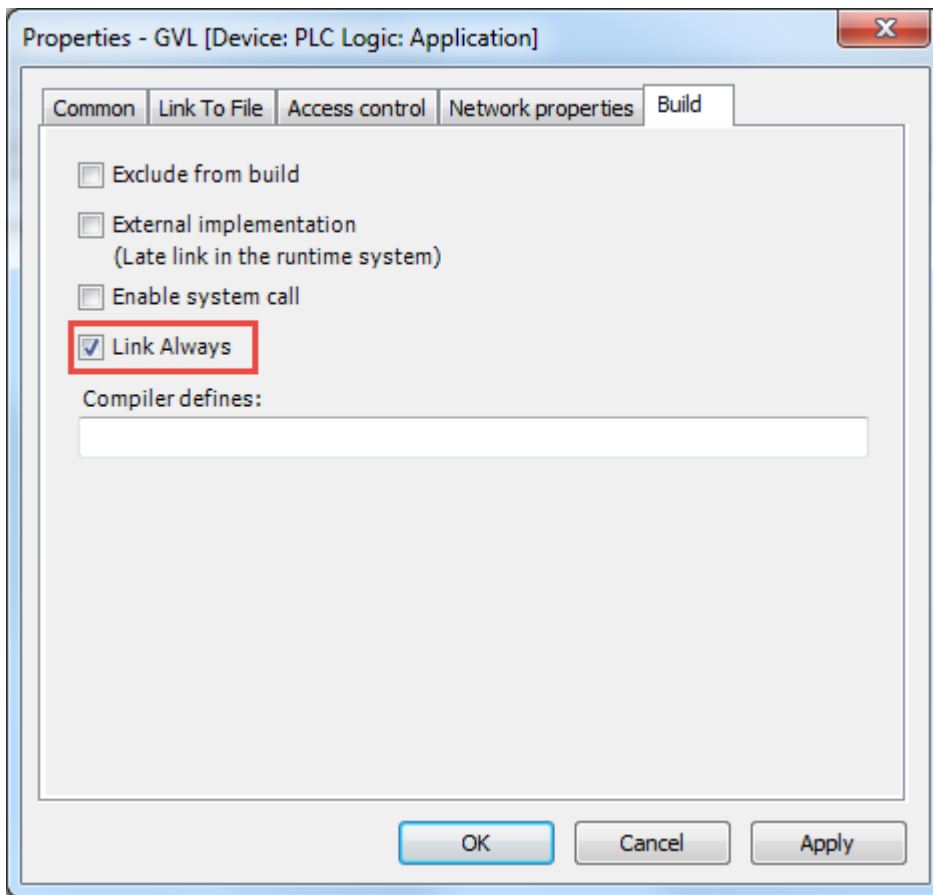 Properties - GVL [Device: PLC Logic: Application]
Common Link To File Access control Network properties Build
Exclude from build
External implementation
(Late link in the runtime system)
Enable system call
Link Always
Compiler defines:
OK Cancel Apply